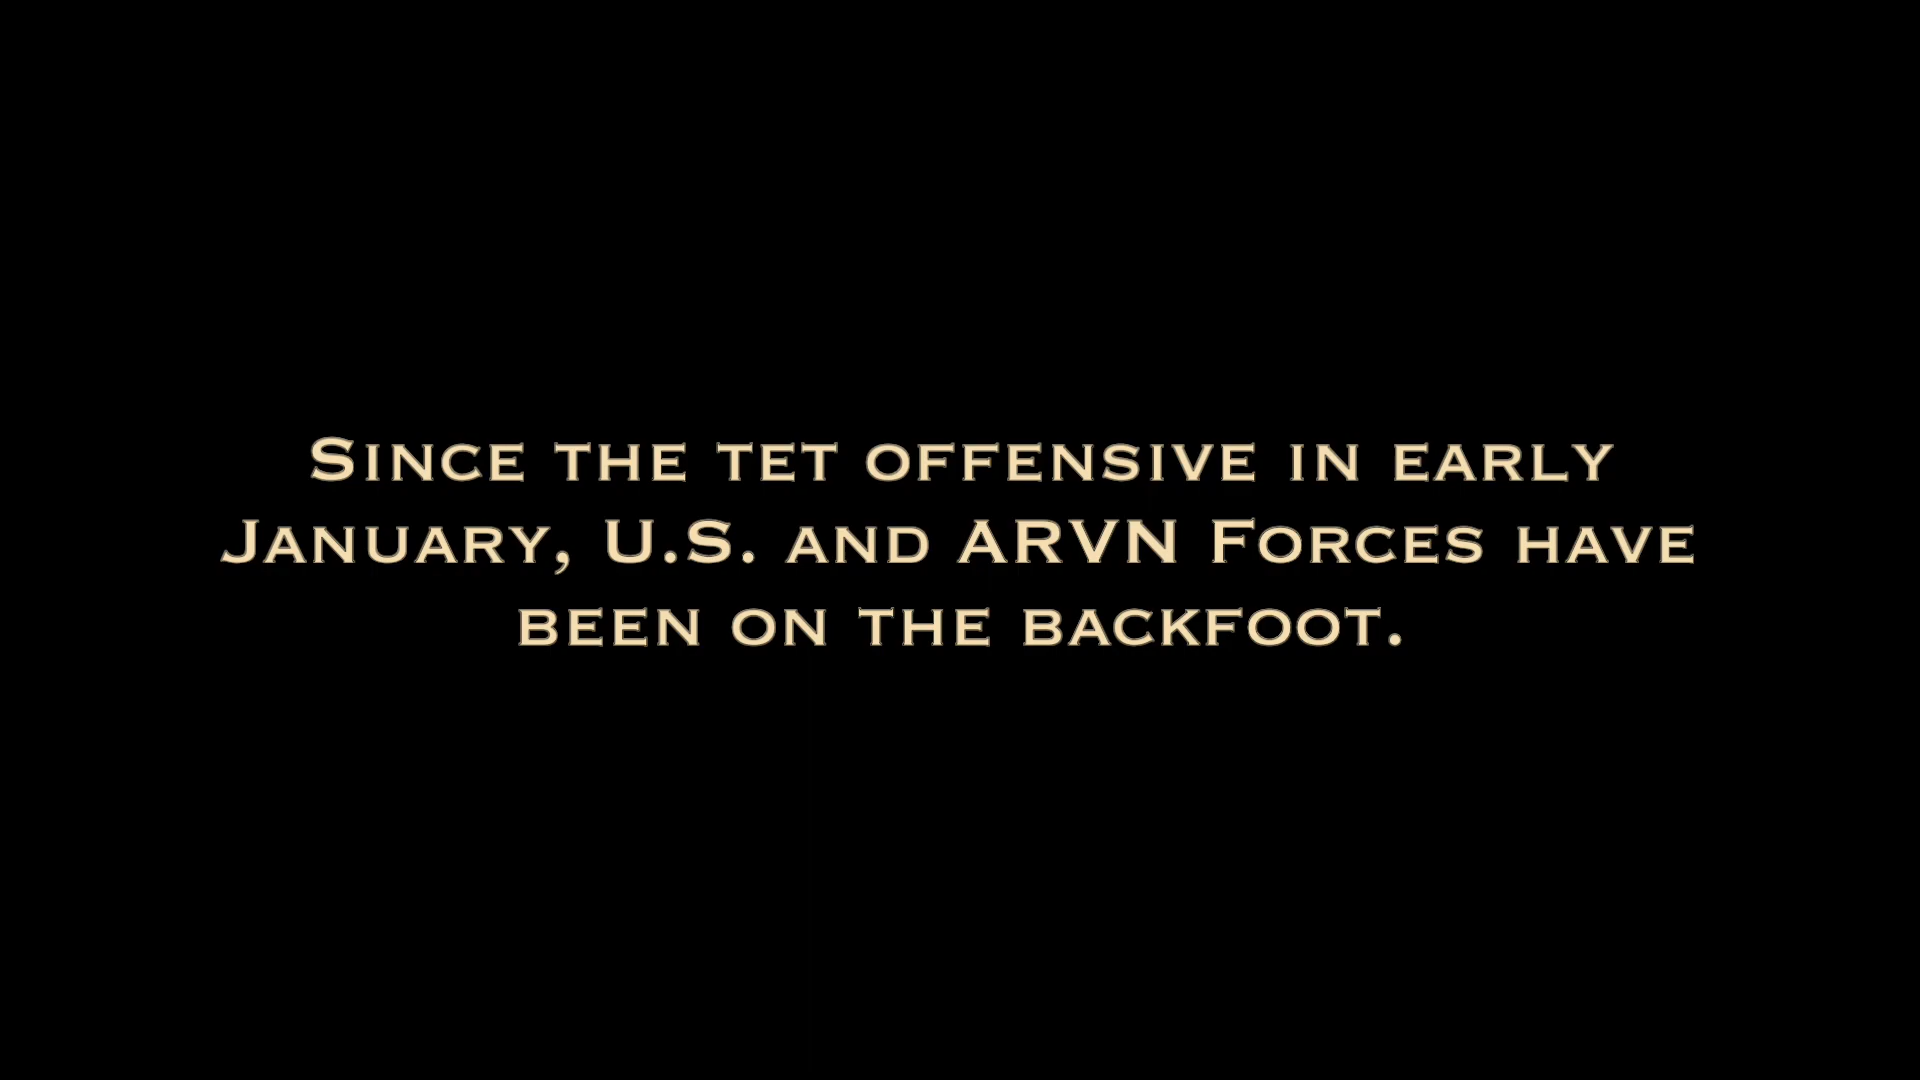 Since the tet offensive in early
January, U.S. and ARVN Forces have
been on the backfoot.